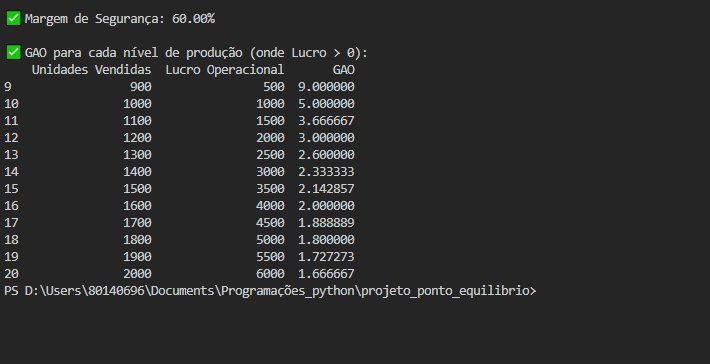 ✅ Margem de Segurança: 60.00%
✅ GAO para cada nível de produção (onde Lucro > 0):
Unidades Vendidas Lucro Operacional GAO
9 900 500 9.000000
10 1000 1000 5.000000
11 1100 1500 3.666667
12 1200 2000 3.000000
13 1300 2500 2.600000
14 1400 3000 2.333333
15 1500 3500 2.142857
16 1600 4000 2.000000
17 1700 4500 1.888889
18 1800 5000 1.800000
19 1900 5500 1.727273
20 2000 6000 1.666667
PS D:\Users\80140696\Documents\Programações_python\projeto_ponto_equilibrio>